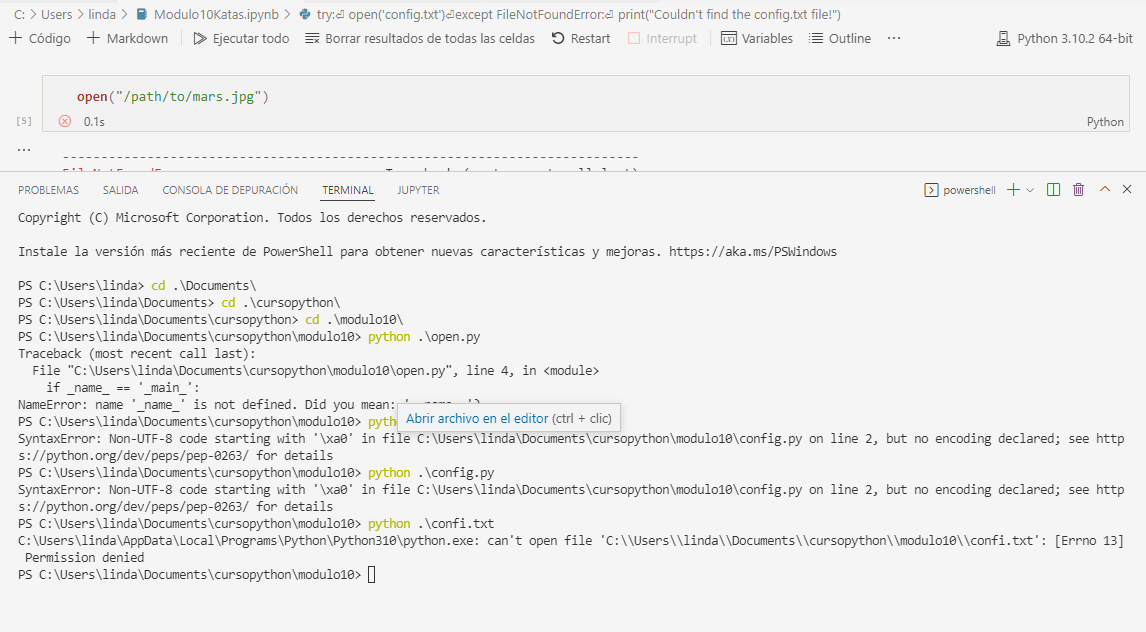 C: > Users > linda > Modulo10Katas.ipynb > try:⏎ open('config.txt')⏎except FileNotFoundError:⏎ print("Couldn't find the config.txt file!")
+ Código + Markdown Ejecutar todo Borrar resultados de todas las celdas Restart Interrupt Variables Outline ··· Python 3.10.2 64-bit
open("/path/to/mars.jpg")
[5] 0.1s Python
...
---------------------------------------------------------------------------
PROBLEMAS SALIDA CONSOLA DE DEPURACIÓN TERMINAL JUPYTER powershell
Copyright (C) Microsoft Corporation. Todos los derechos reservados.
Instale la versión más reciente de PowerShell para obtener nuevas características y mejoras. https://aka.ms/PSWindows
PS C:\Users\linda> cd .\Documents\
PS C:\Users\linda\Documents> cd .\cursopython\
PS C:\Users\linda\Documents\cursopython> cd .\modulo10\
PS C:\Users\linda\Documents\cursopython\modulo10> python .\open.py
Traceback (most recent call last):
File "C:\Users\linda\Documents\cursopython\modulo10\open.py", line 4, in <module>
if _name_ == '_main_':
NameError: name '_name_' is not defined. Did you mean:
PS C:\Users\linda\Documents\cursopython\modulo10> pyth
Abrir archivo en el editor (ctrl + clic)
SyntaxError: Non-UTF-8 code starting with '\xa0' in file C:\Users\linda\Documents\cursopython\modulo10\config.py on line 2, but no encoding declared; see http
s://python.org/dev/peps/pep-0263/ for details
PS C:\Users\linda\Documents\cursopython\modulo10> python .\config.py
SyntaxError: Non-UTF-8 code starting with '\xa0' in file C:\Users\linda\Documents\cursopython\modulo10\config.py on line 2, but no encoding declared; see http
s://python.org/dev/peps/pep-0263/ for details
PS C:\Users\linda\Documents\cursopython\modulo10> python .\confi.txt
C:\Users\linda\AppData\Local\Programs\Python\Python310\python.exe: can't open file 'C:\\Users\\linda\\Documents\\cursopython\\modulo10\\confi.txt': [Errno 13]
Permission denied
PS C:\Users\linda\Documents\cursopython\modulo10>